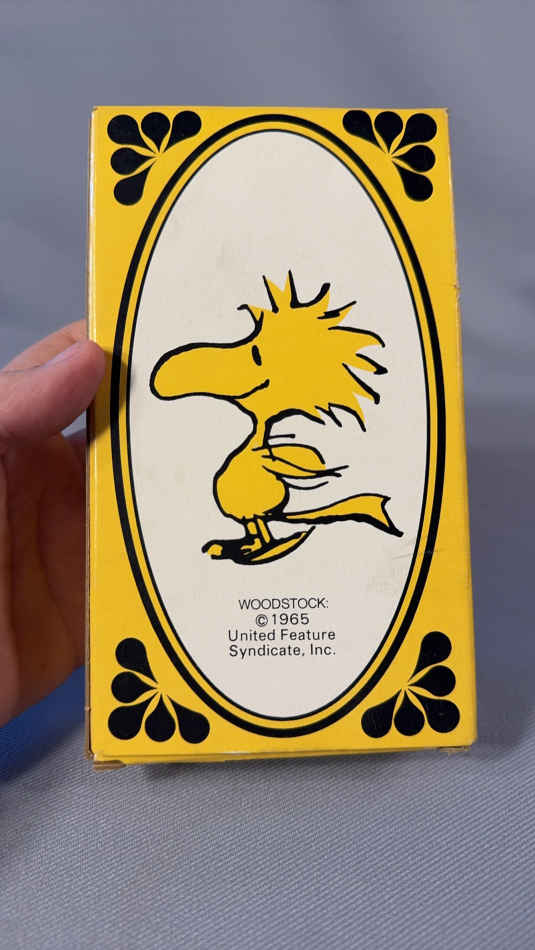 WOODSTOCK:
©1965
United Feature
Syndicate, Inc.